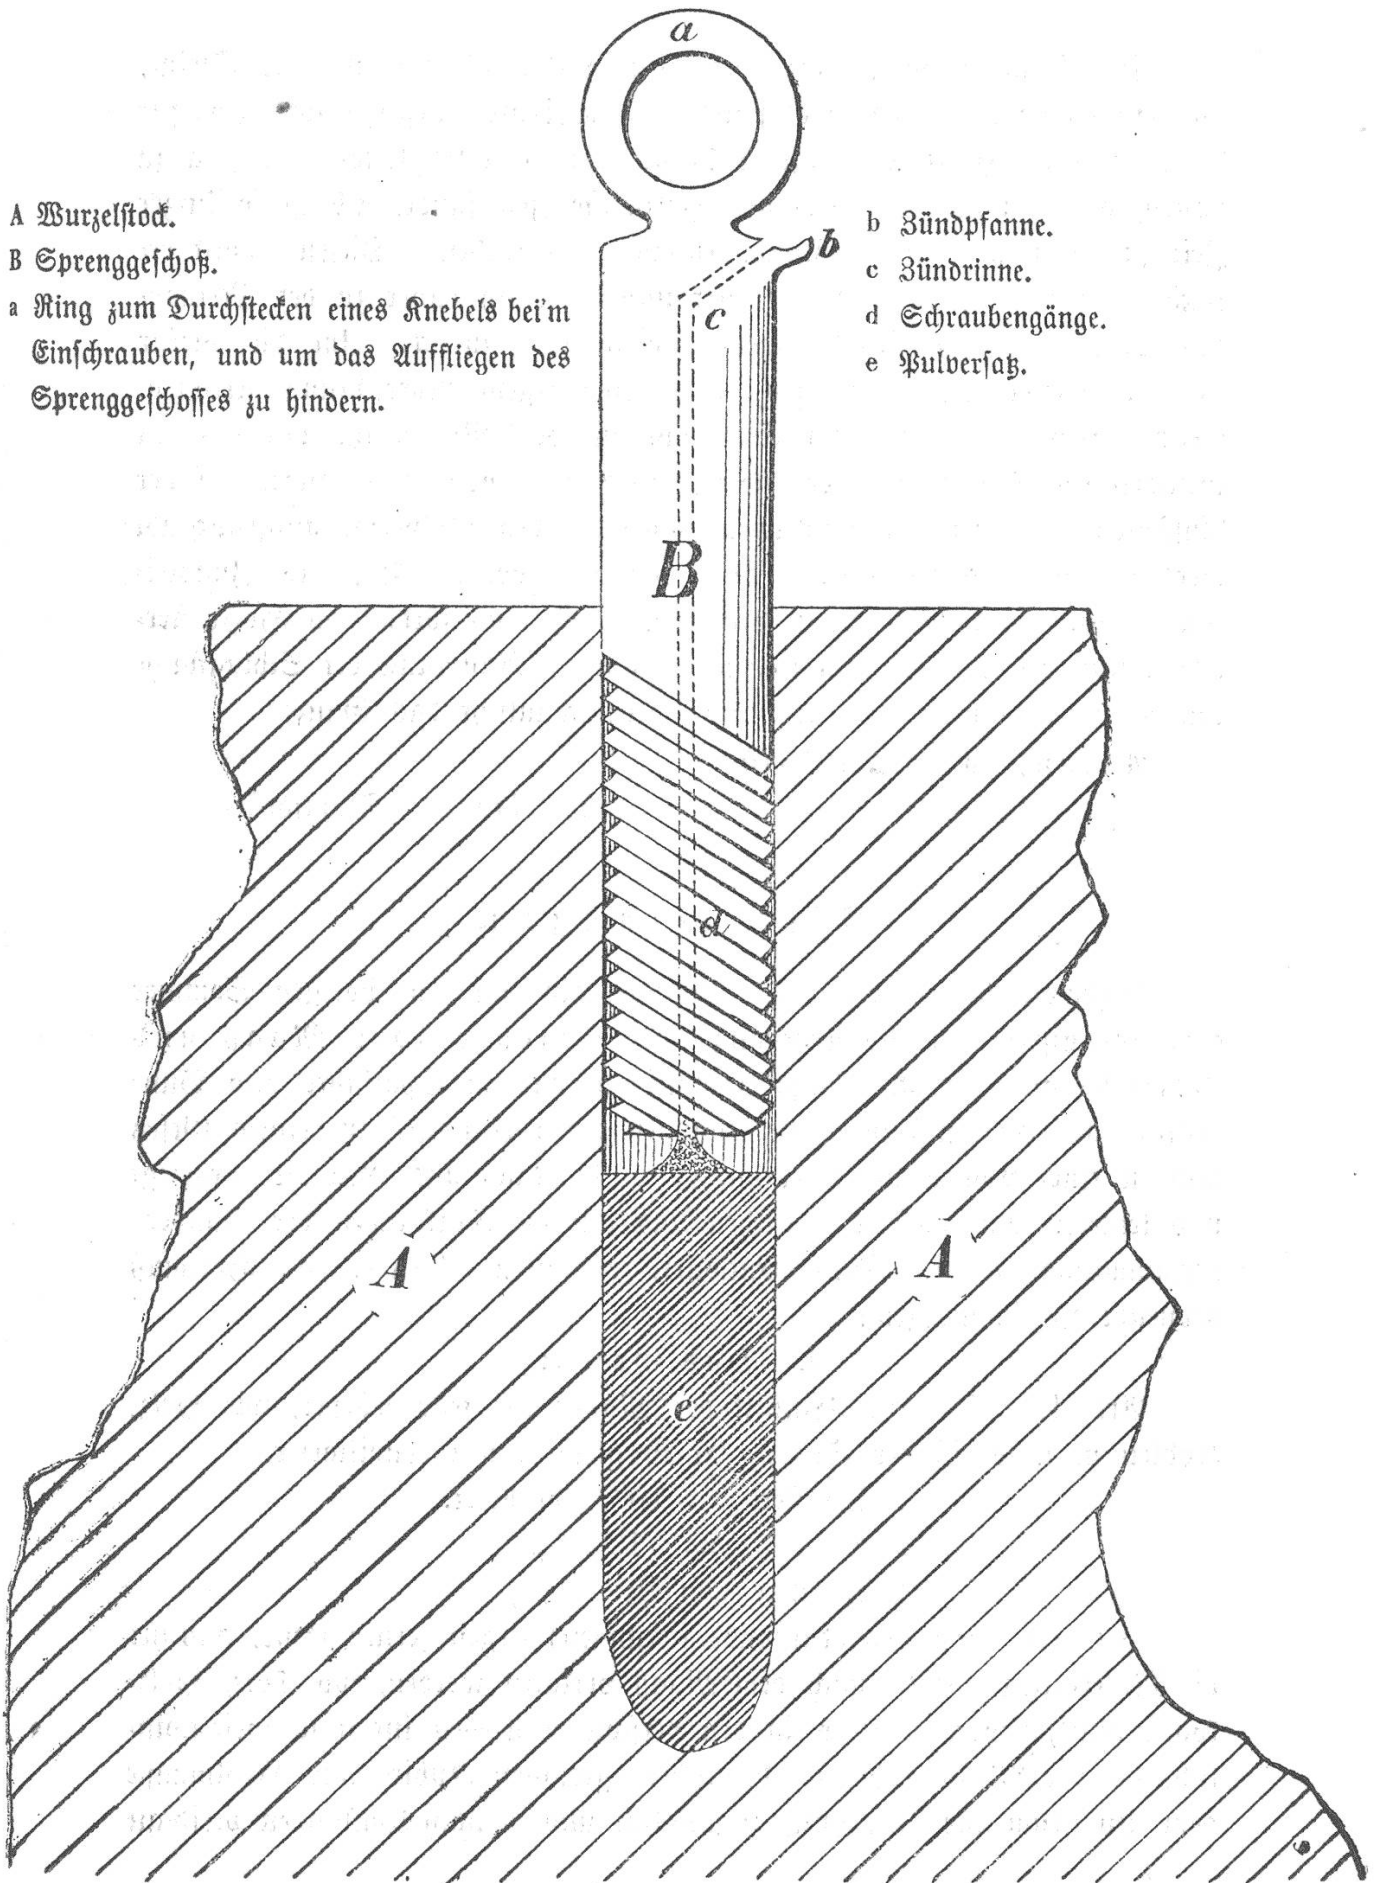 a
A Wurzelstock.
B Sprenggeschoß.
a Ring zum Durchstecken eines Knebels bei'm
Einschrauben, und um das Auffliegen des
Sprenggeschosses zu hindern.
b Zündpfanne.
c Zündrinne.
d Schraubengänge.
e Pulversatz.
b
c
B
d
A
A
e